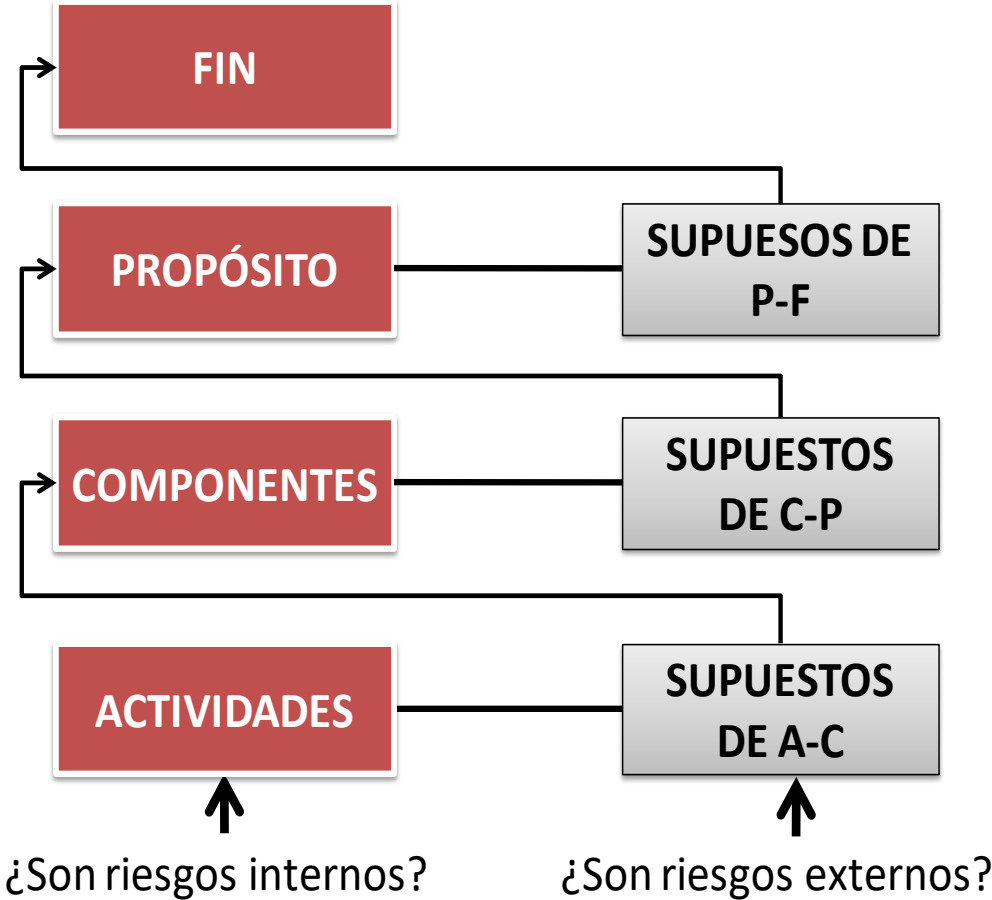 FIN
PROPÓSITO
SUPUESOS DE
P-F
COMPONENTES
SUPUESTOS
DE C-P
ACTIVIDADES
SUPUESTOS
DE A-C
¿Son riesgos internos?
¿Son riesgos externos?